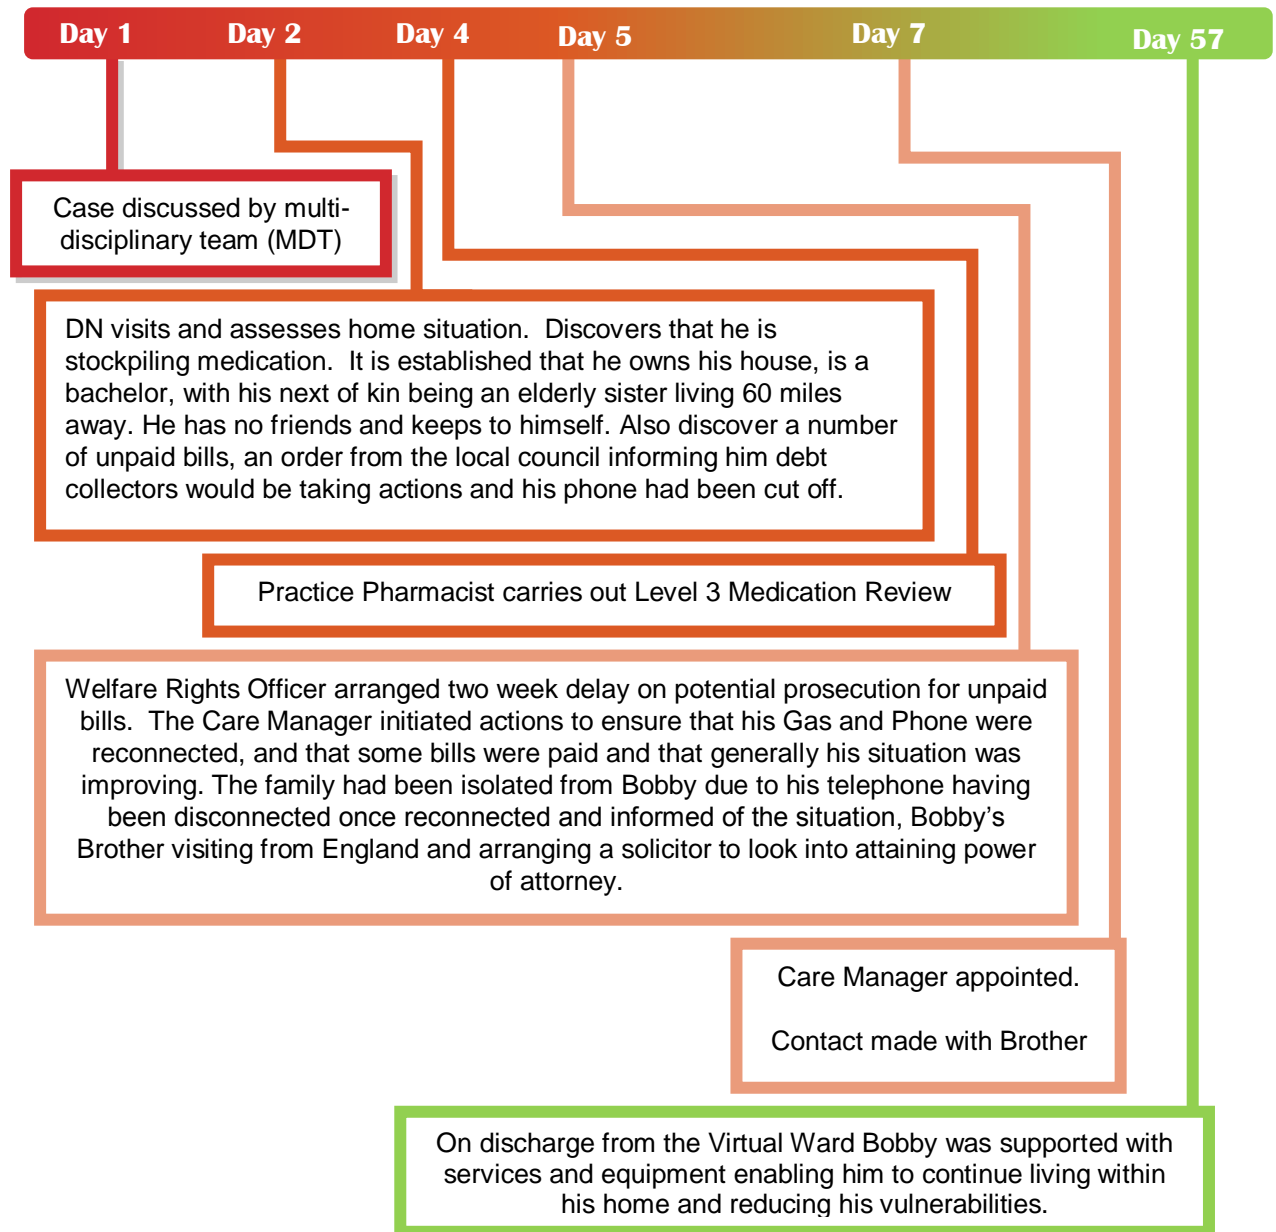 Day 1 Day 2 Day 4 Day 5 Day 7 Day 57
Case discussed by multi-
disciplinary team (MDT)
DN visits and assesses home situation.  Discovers that he is
stockpiling medication.  It is established that he owns his house, is a
bachelor, with his next of kin being an elderly sister living 60 miles
away. He has no friends and keeps to himself. Also discover a number
of unpaid bills, an order from the local council informing him debt
collectors would be taking actions and his phone had been cut off.
Practice Pharmacist carries out Level 3 Medication Review
Welfare Rights Officer arranged two week delay on potential prosecution for unpaid
bills.  The Care Manager initiated actions to ensure that his Gas and Phone were
reconnected, and that some bills were paid and that generally his situation was
improving. The family had been isolated from Bobby due to his telephone having
been disconnected once reconnected and informed of the situation, Bobby’s
Brother visiting from England and arranging a solicitor to look into attaining power
of attorney.
Care Manager appointed.
Contact made with Brother
On discharge from the Virtual Ward Bobby was supported with
services and equipment enabling him to continue living within
his home and reducing his vulnerabilities.